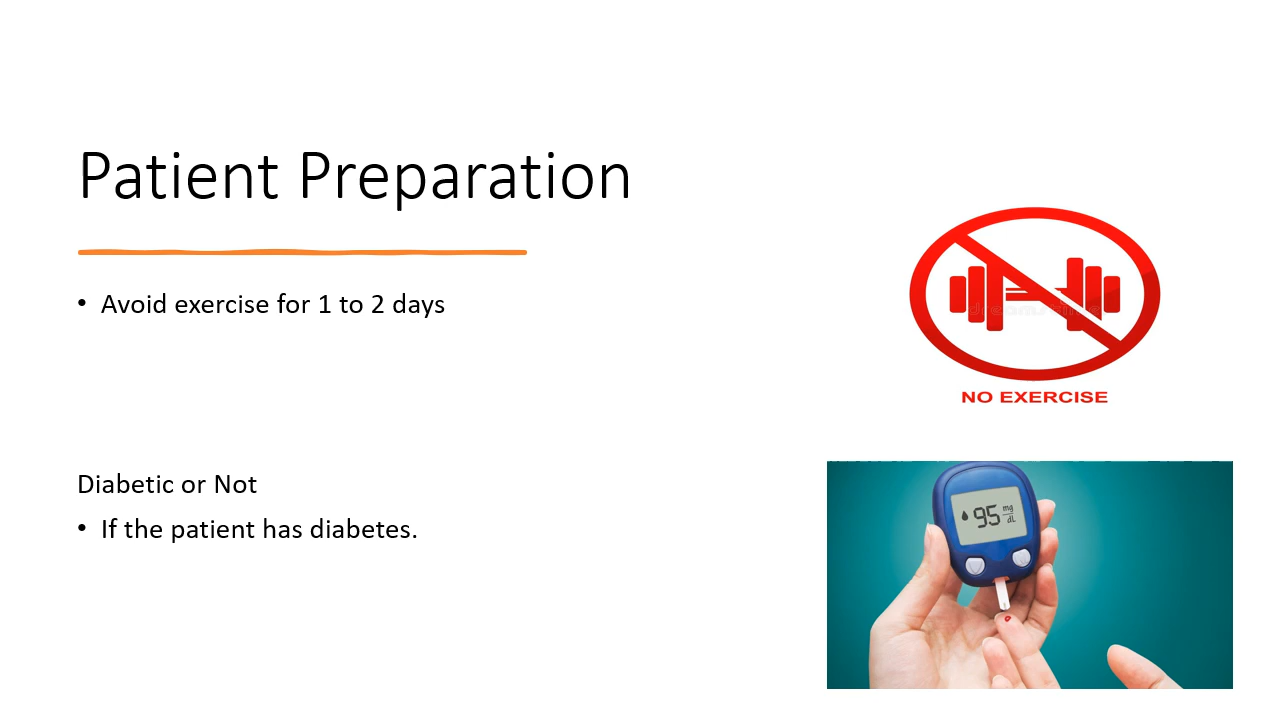 Patient Preparation
• Avoid exercise for 1 to 2 days
NO EXERCISE
Diabetic or Not
• If the patient has diabetes.
95 mg/dL